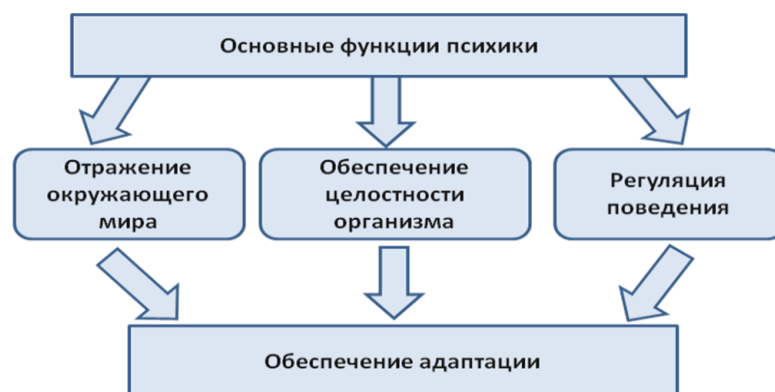 Основные функции психики
Отражение
окружающего
мира
Обеспечение
целостности
организма
Регуляция
поведения
Обеспечение адаптации